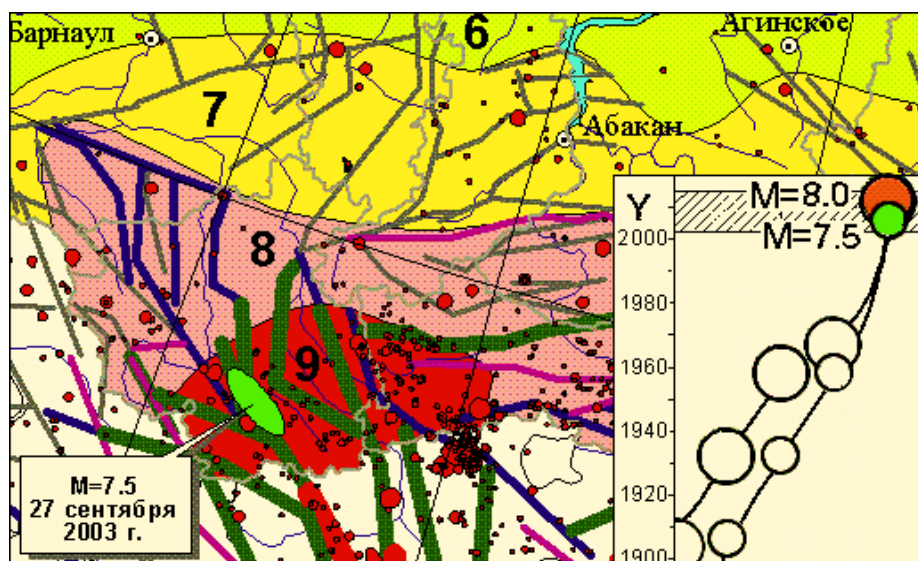 Барнаул
6
Агинское
7
Абакан
8
9
M=7.5
27 сентября
2003 г.
Y
M=8.0
M=7.5
2000
1980
1960
1940
1920
1900